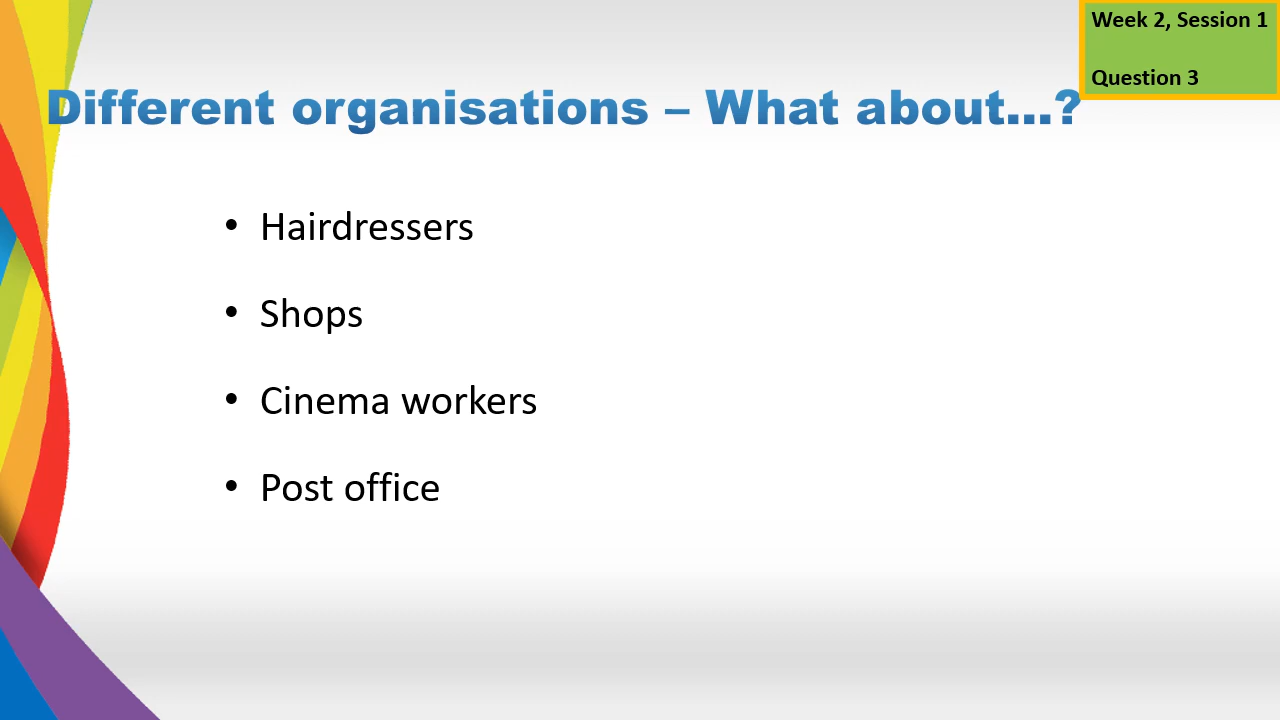 Week 2, Session 1
Question 3
Different organisations – What about...?
• Hairdressers
• Shops
• Cinema workers
• Post office